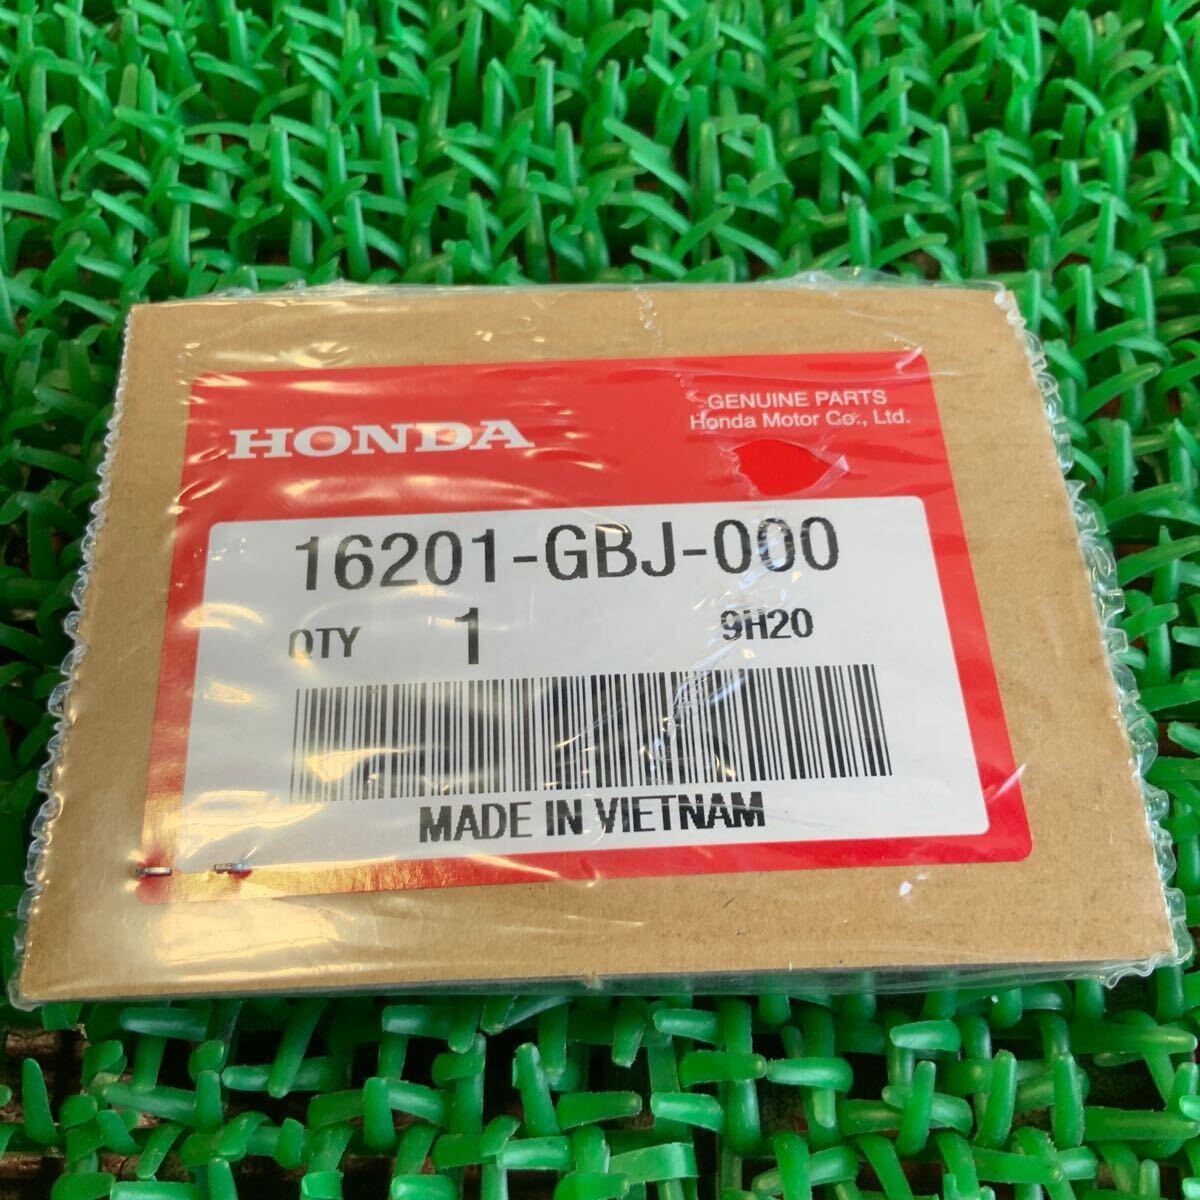 HONDA
GENUINE PARTS
Honda Motor Co., Ltd.
16201-GBJ-000
QTY 1 9H20
MADE IN VIETNAM